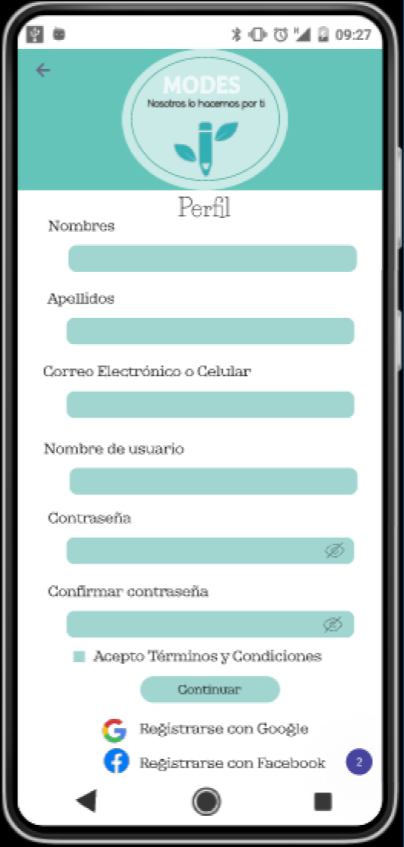 09:27
MODES
Nosotros lo hacemos por ti
Perfil
Nombres
Apellidos
Correo Electrónico o Celular
Nombre de usuario
Contraseña
Confirmar contraseña
Acepto Términos y Condiciones
Continuar
Registrarse con Google
Registrarse con Facebook
2